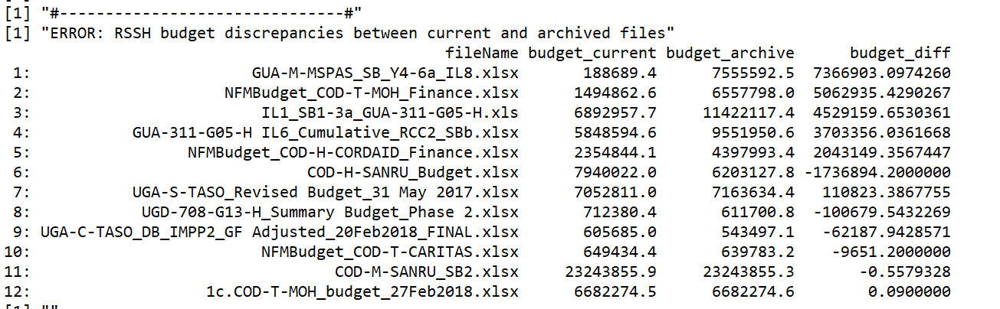 [1] "#-------------------------------#"
[1] "ERROR: RSSH budget discrepancies between current and archived files"
fileName budget_current budget_archive budget_diff
1: GUA-M-MSPAS_SB_Y4-6a_IL8.xlsx 188689.4 7555592.5 7366903.0974260
2: NFMBudget_COD-T-MOH_Finance.xlsx 1494862.6 6557798.0 5062935.4290267
3: IL1_SB1-3a_GUA-311-G05-H.xls 6892957.7 11422117.4 4529159.6530361
4: GUA-311-G05-H IL6_Cumulative_RCC2_SBb.xlsx 5848594.6 9551950.6 3703356.0361668
5: NFMBudget_COD-H-CORDAID_Finance.xlsx 2354844.1 4397993.4 2043149.3567447
6: COD-H-SANRU_Budget.xlsx 7940022.0 6203127.8 -1736894.2000000
7: UGA-S-TASO_Revised Budget_31 May 2017.xlsx 7052811.0 7163634.4 110823.3867755
8: UGD-708-G13-H_Summary Budget_Phase 2.xlsx 712380.4 611700.8 -100679.5432269
9: UGA-C-TASO_DB_IMPP2_GF Adjusted_20Feb2018_FINAL.xlsx 605685.0 543497.1 -62187.9428571
10: NFMBudget_COD-T-CARITAS.xlsx 649434.4 639783.2 -9651.2000000
11: COD-M-SANRU_SB2.xlsx 23243855.9 23243855.3 -0.5579328
12: 1c.COD-T-MOH_budget_27Feb2018.xlsx 6682274.5 6682274.6 0.0900000
[1] ""